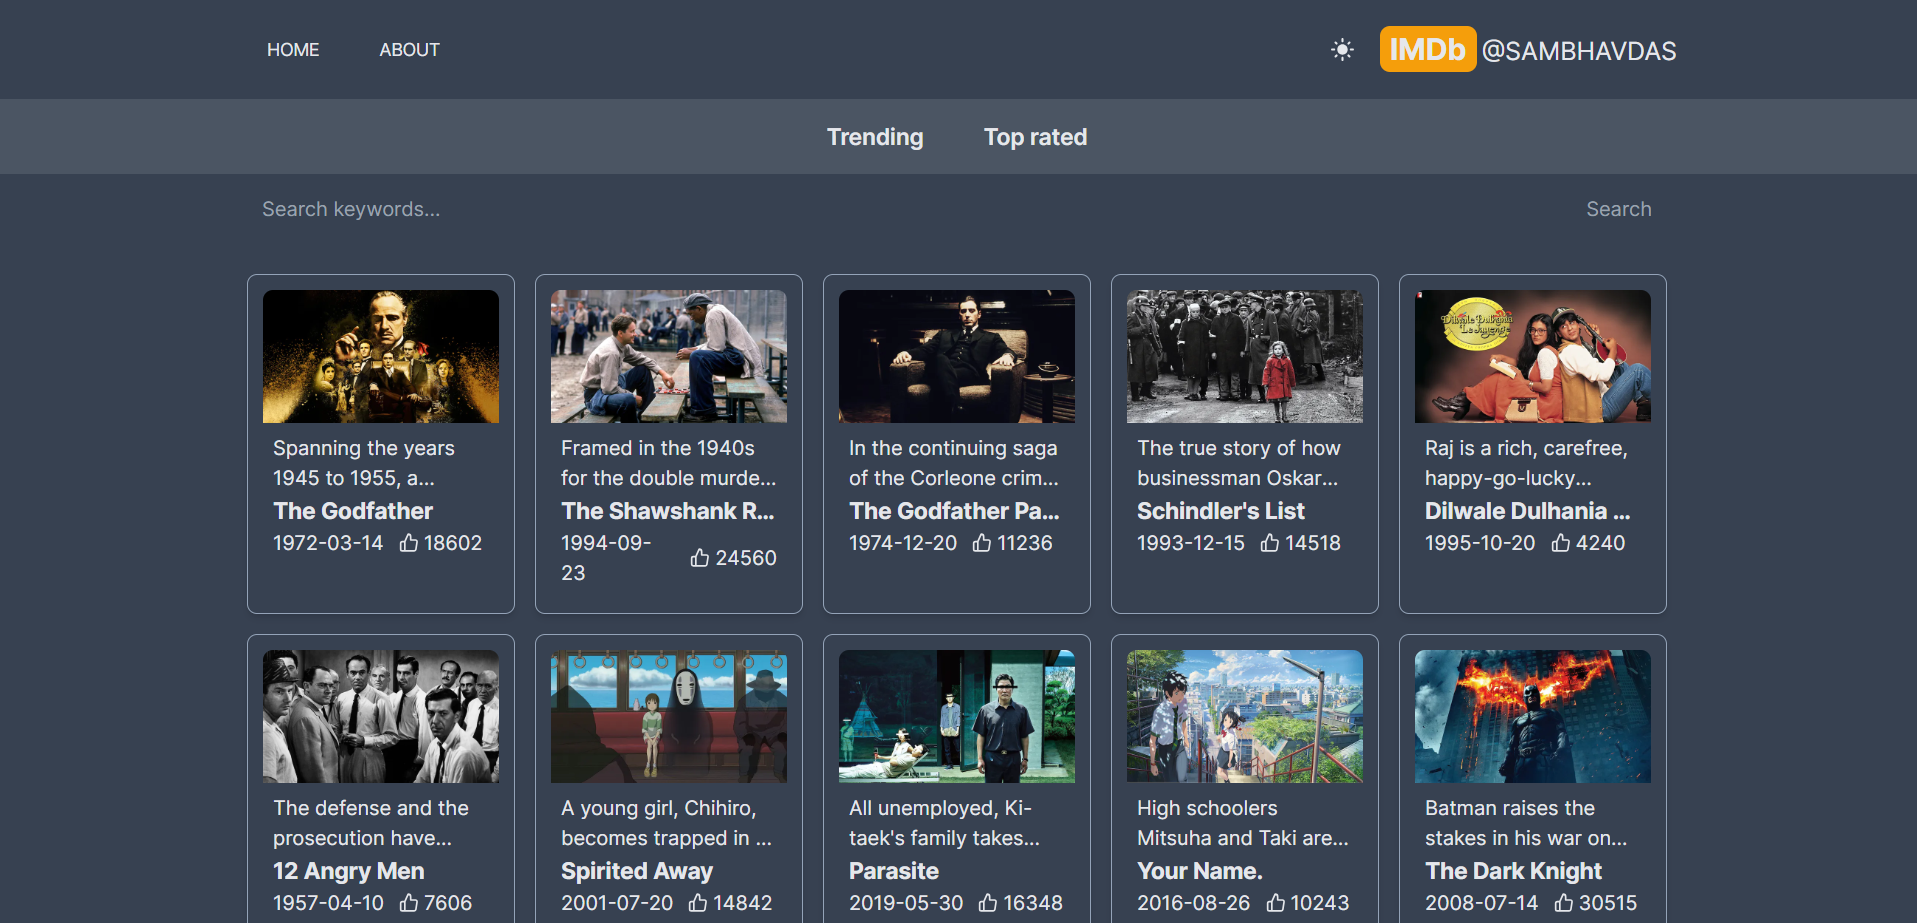 HOME ABOUT IMDb @SAMBHAVDAS
Trending Top rated
Search keywords... Search
Dilwale Dulhania
Le Jayenge
Spanning the years
1945 to 1955, a...
The Godfather
1972-03-14 18602
Framed in the 1940s
for the double murde...
The Shawshank R...
1994-09-
23
24560
In the continuing saga
of the Corleone crim...
The Godfather Pa...
1974-12-20 11236
The true story of how
businessman Oskar...
Schindler's List
1993-12-15 14518
Raj is a rich, carefree,
happy-go-lucky...
Dilwale Dulhania ...
1995-10-20 4240
The defense and the
prosecution have...
12 Angry Men
1957-04-10 7606
A young girl, Chihiro,
becomes trapped in ...
Spirited Away
2001-07-20 14842
All unemployed, Ki-
taek's family takes...
Parasite
2019-05-30 16348
High schoolers
Mitsuha and Taki are...
Your Name.
2016-08-26 10243
Batman raises the
stakes in his war on...
The Dark Knight
2008-07-14 30515